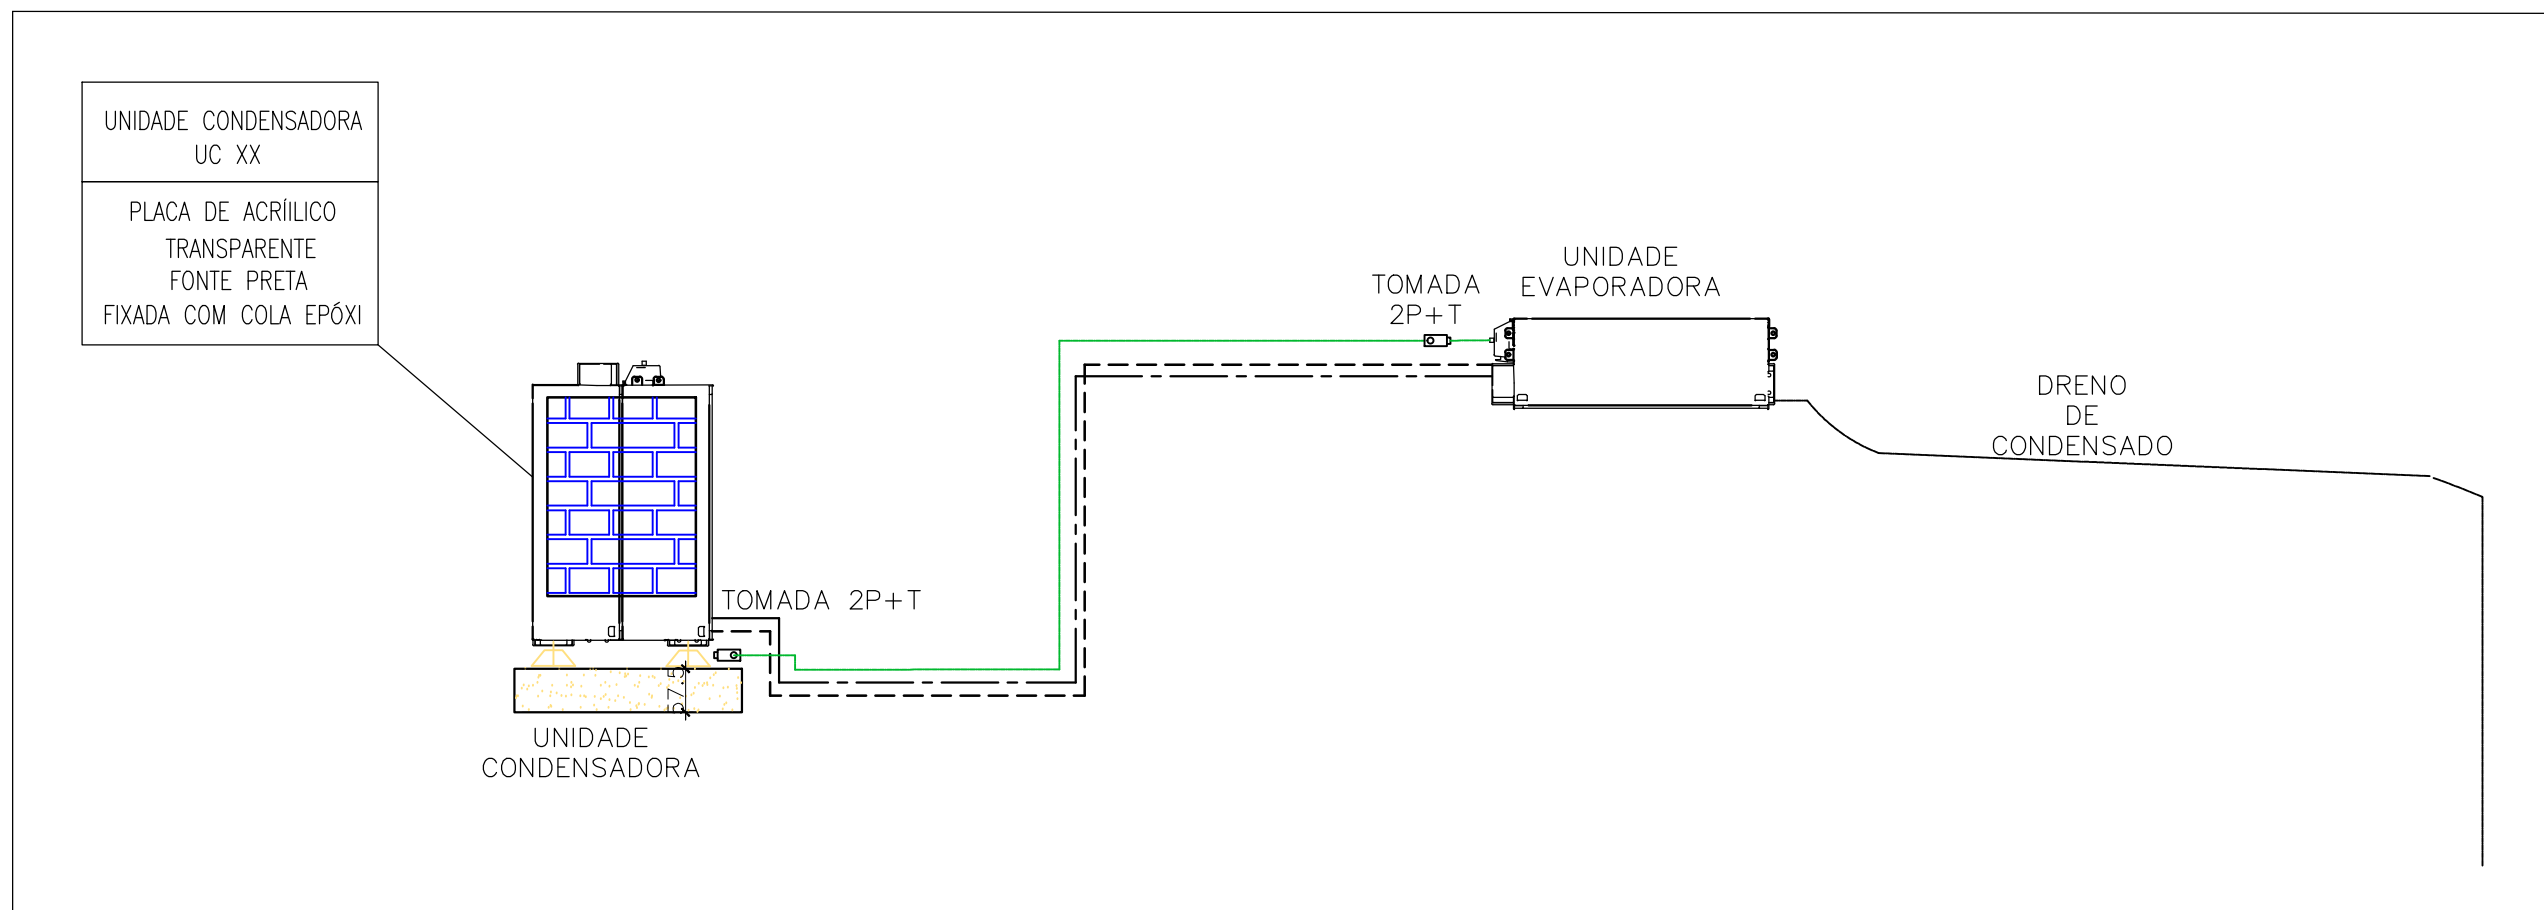 UNIDADE CONDENSADORA
UC XX
PLACA DE ACRÍILICO
TRANSPARENTE
FONTE PRETA
FIXADA COM COLA EPÓXI
TOMADA
2P+T
UNIDADE
EVAPORADORA
DRENO
DE
CONDENSADO
TOMADA 2P+T
UNIDADE
CONDENSADORA